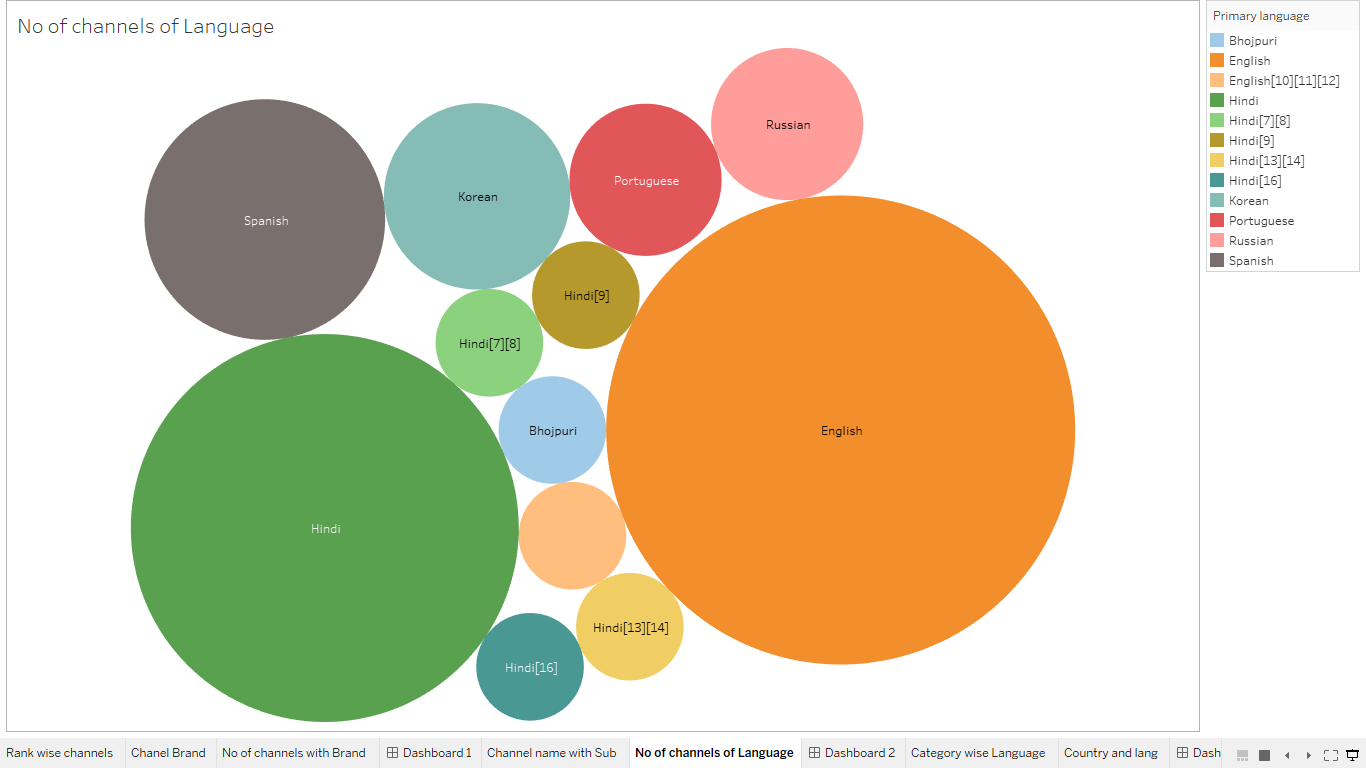 No of channels of Language
Primary language
Bhojpuri
English
English[10][11][12]
Hindi
Hindi[7][8]
Hindi[9]
Hindi[13][14]
Hindi[16]
Korean
Portuguese
Russian
Spanish
Russian
Portuguese
Korean
Spanish
Hindi[9]
Hindi[7][8]
Bhojpuri
English
Hindi
Hindi[13][14]
Hindi[16]
Rank wise channels Chanel Brand No of channels with Brand Dashboard 1 Channel name with Sub No of channels of Language Dashboard 2 Category wise Language Country and lang Dash